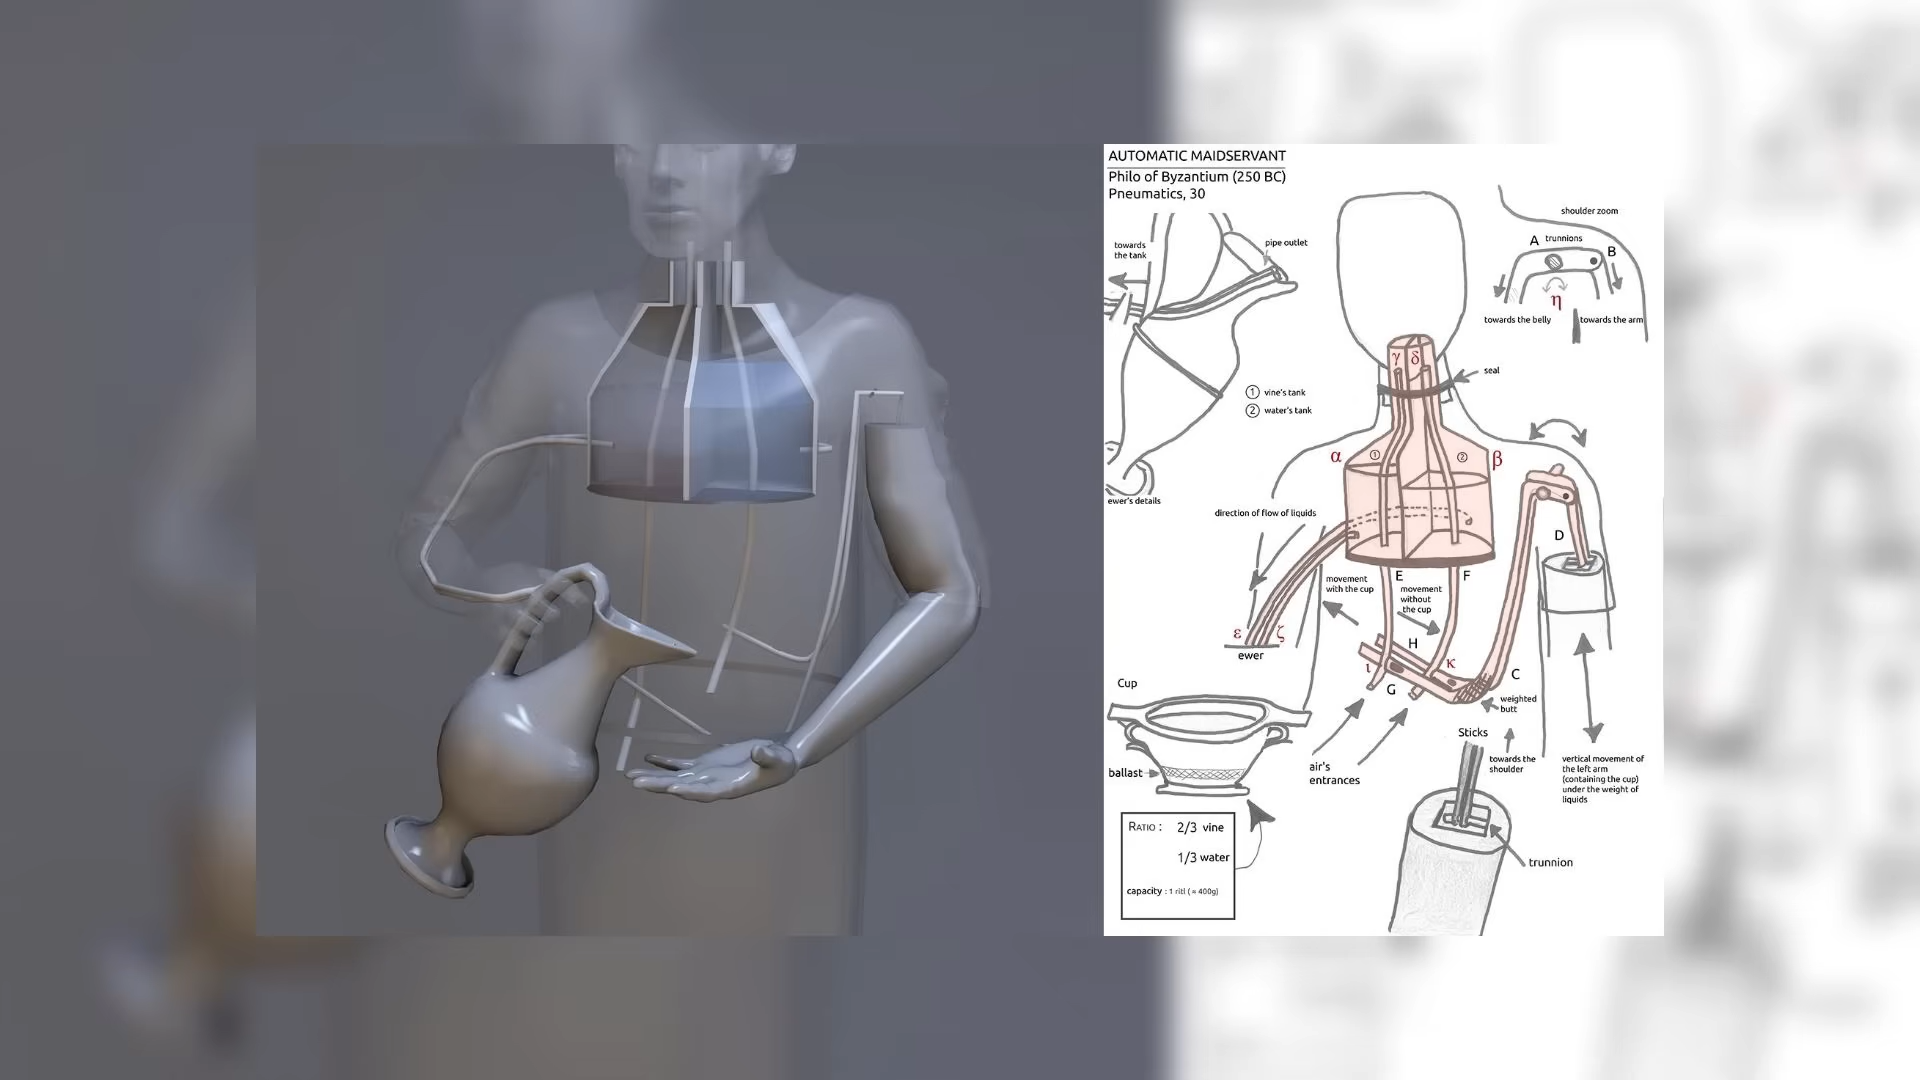 AUTOMATIC MAIDSERVANT
Philo of Byzantium (250 BC)
Pneumatics, 30
towards
the tank
pipe outlet
ewer's details
① vine's tank
② water's tank
shoulder zoom
A
trunnions
B
η
towards the belly
towards the arm
γ
δ
seal
α
①
②
β
direction of flow of liquids
D
E
F
movement
with the cup
movement
without
the cup
ε
ζ
ewer
H
ι
κ
G
C
weighted
butt
Cup
ballast
air's
entrances
Sticks
towards the
shoulder
vertical movement of
the left arm
(containing the cup)
under the weight of
liquids
trunnion
RATIO : 2/3 vine
1/3 water
capacity : 1 ritl ( ≈ 400g)